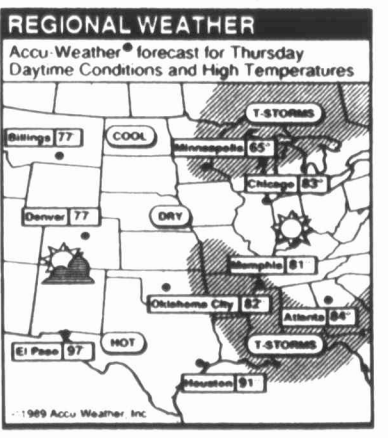 REGIONAL WEATHER
Accu-Weather® forecast for Thursday
Daytime Conditions and High Temperatures
T-STORMS
Billings 77°
COOL
Minneapolis 65°
Chicago 83°
Denver 77
DRY
Memphis 81
Oklahoma City 82°
Atlanta 84°
HOT
T-STORMS
El Paso 97°
Houston 91
©1989 Accu Weather, Inc